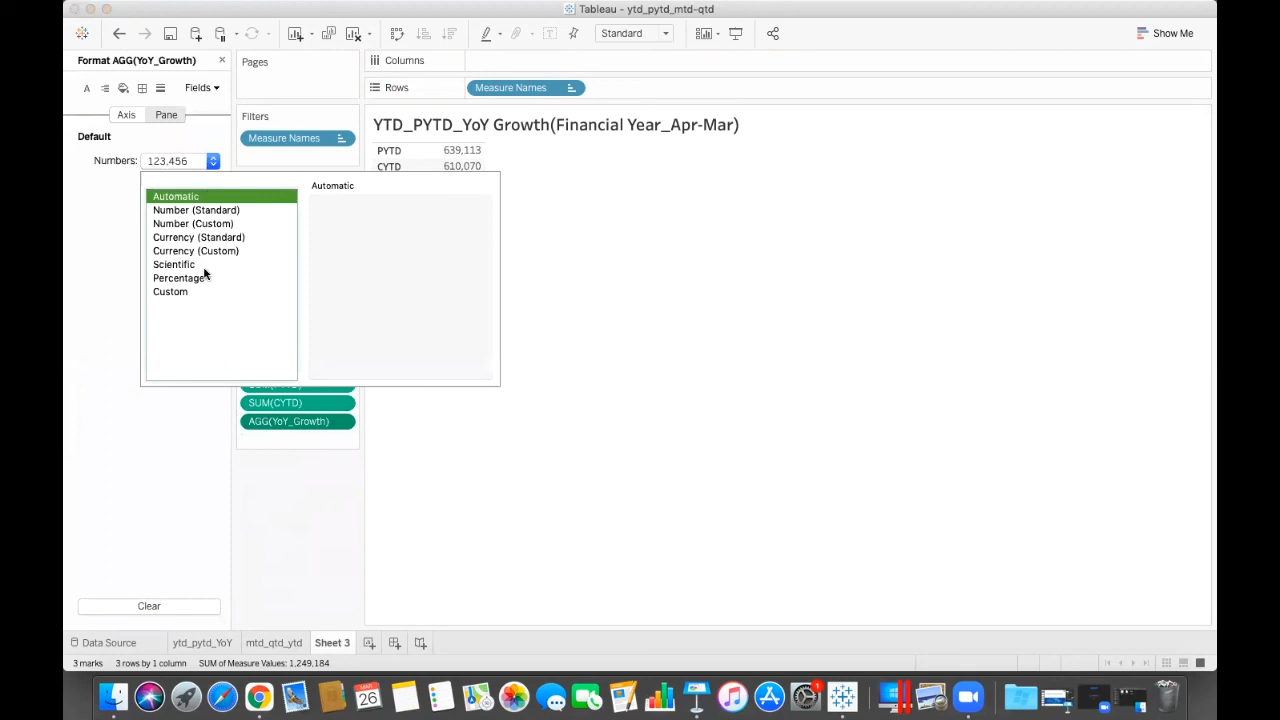 Tableau - ytd_pytd_mtd-qtd
Standard
Show Me
Format AGG(YoY_Growth)
Fields
Axis
Pane
Default
Numbers:
123,456
Automatic
Number (Standard)
Number (Custom)
Currency (Standard)
Currency (Custom)
Scientific
Percentage
Custom
Automatic
Clear
Pages
Filters
Measure Names
SUM(CYTD)
AGG(YoY_Growth)
Columns
Rows
Measure Names
YTD_PYTD_YoY Growth(Financial Year_Apr-Mar)
PYTD 639,113
CYTD 610,070
Data Source
ytd_pytd_YoY
mtd_qtd_ytd
Sheet 3
3 marks
3 rows by 1 column
SUM of Measure Values: 1,249,184
26
1